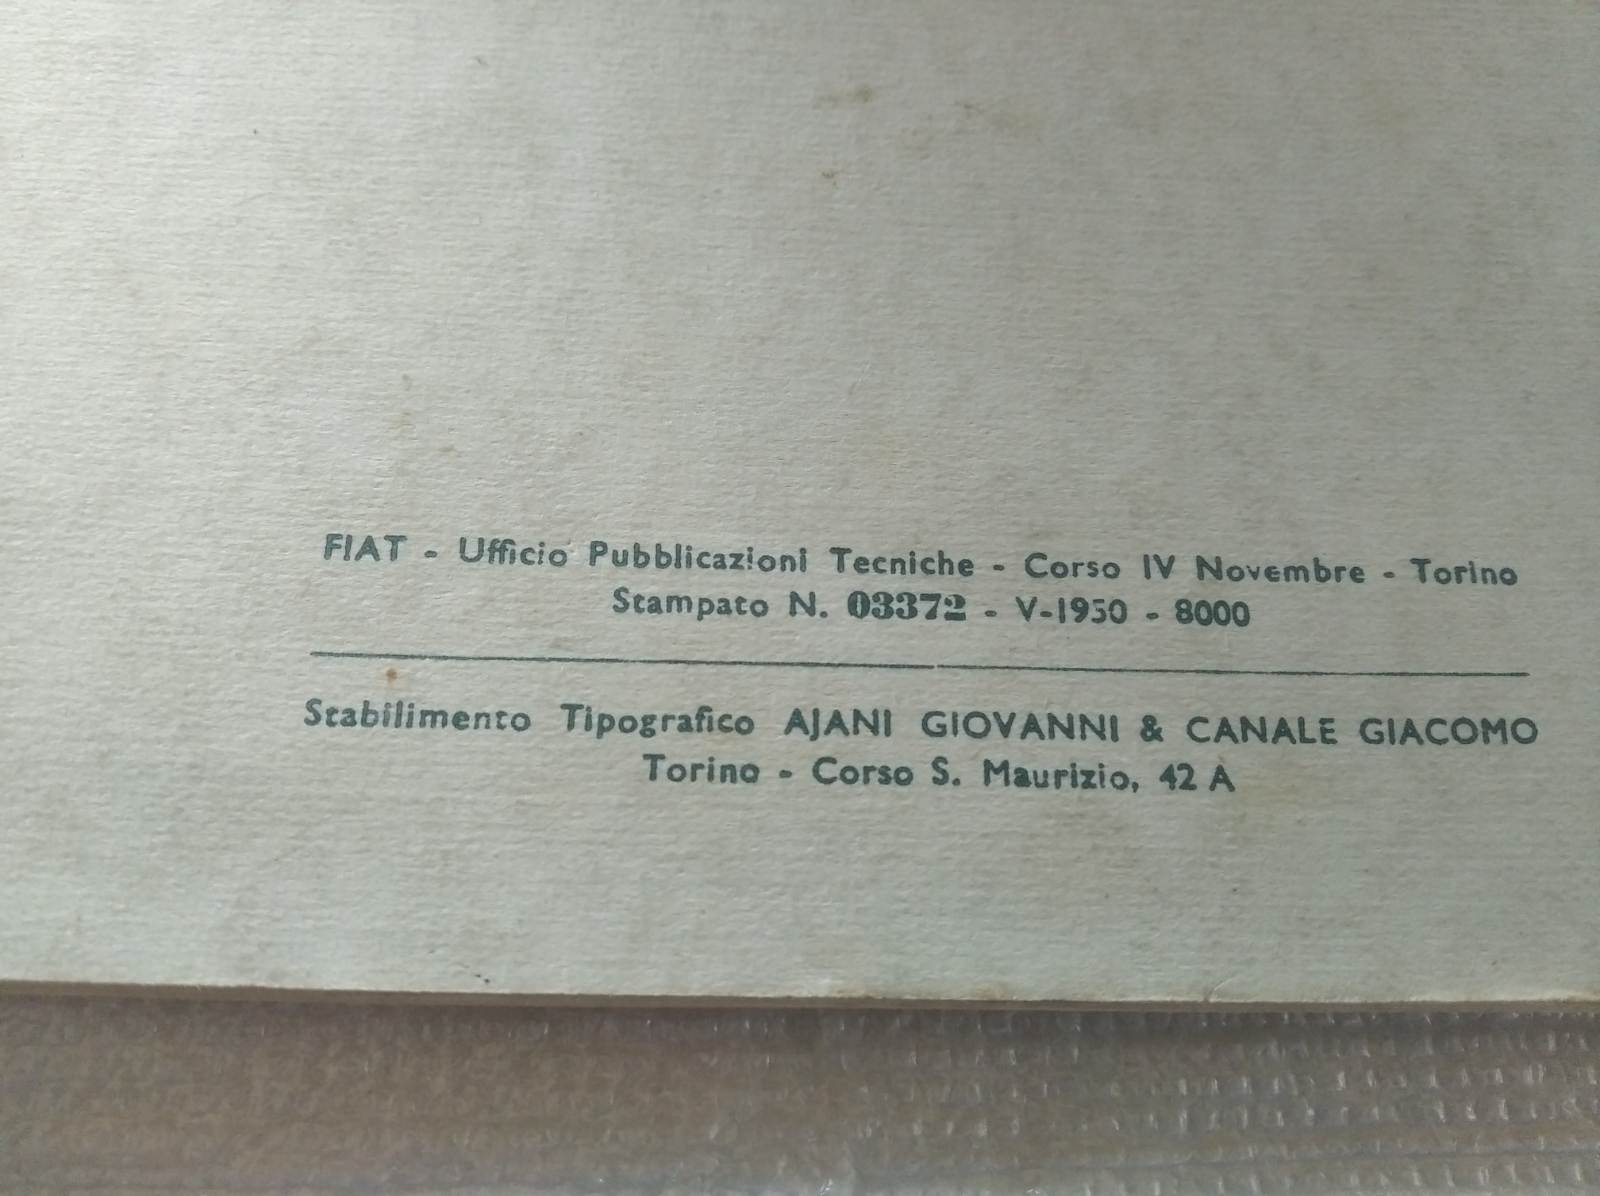 FIAT - Ufficio Pubblicazioni Tecniche - Corso IV Novembre - Torino
Stampato N. 03372 - V-1950 - 8000
Stabilimento Tipografico AJANI GIOVANNI & CANALE GIACOMO
Torino - Corso S. Maurizio, 42 A